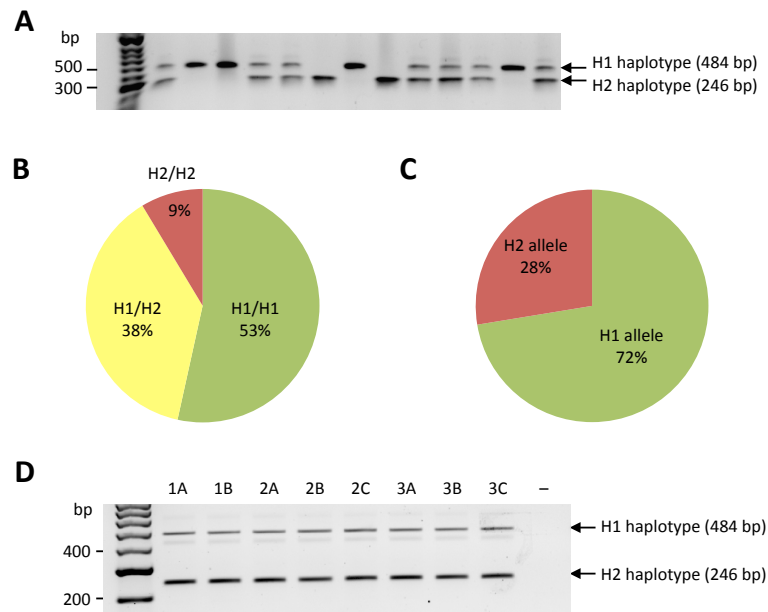 A
bp
500
300
H1 haplotype (484 bp)
H2 haplotype (246 bp)
B
H2/H2
9%
H1/H2
38%
H1/H1
53%
C
H2 allele
28%
H1 allele
72%
D
bp
1A 1B 2A 2B 2C 3A 3B 3C –
400
200
H1 haplotype (484 bp)
H2 haplotype (246 bp)